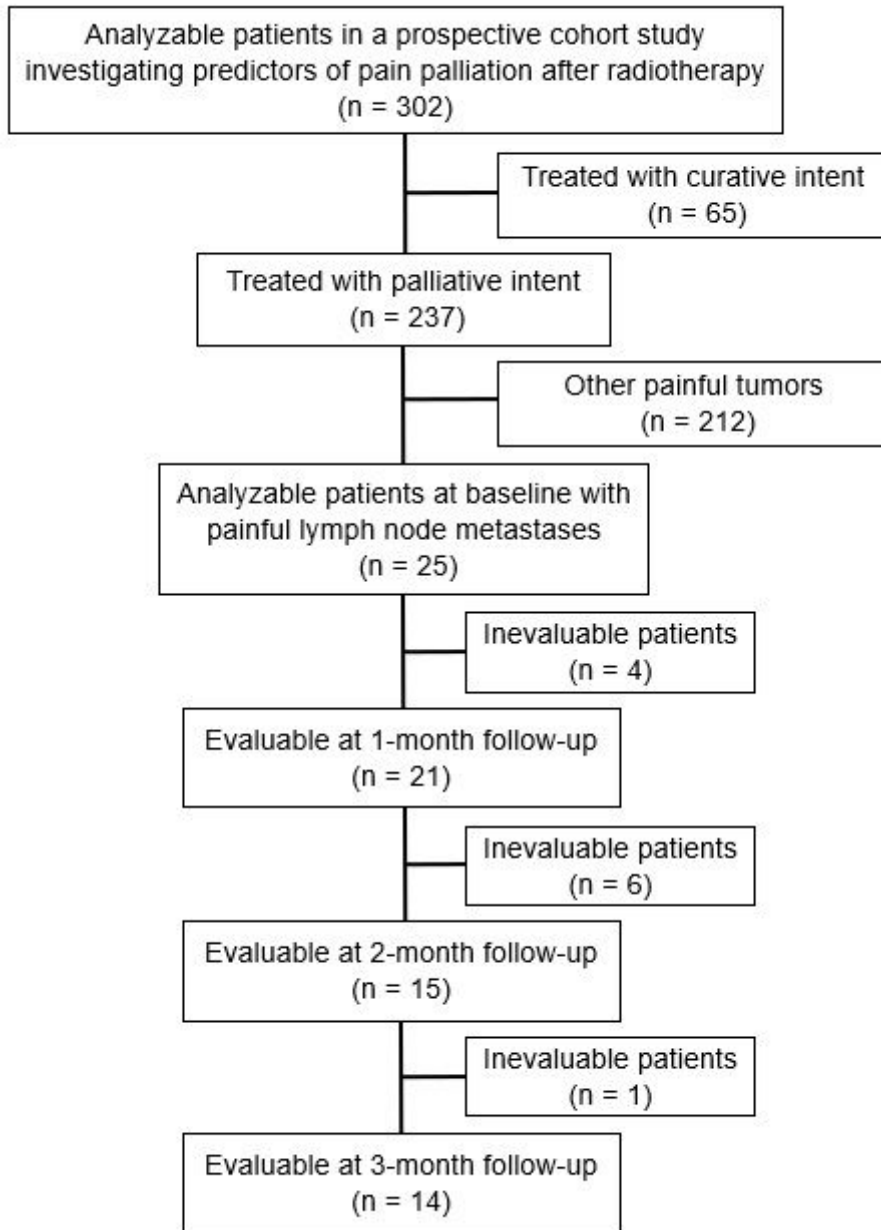 Analyzable patients in a prospective cohort study
investigating predictors of pain palliation after radiotherapy
(n = 302)
Treated with curative intent
(n = 65)
Treated with palliative intent
(n = 237)
Other painful tumors
(n = 212)
Analyzable patients at baseline with
painful lymph node metastases
(n = 25)
Inevaluable patients
(n = 4)
Evaluable at 1-month follow-up
(n = 21)
Inevaluable patients
(n = 6)
Evaluable at 2-month follow-up
(n = 15)
Inevaluable patients
(n = 1)
Evaluable at 3-month follow-up
(n = 14)